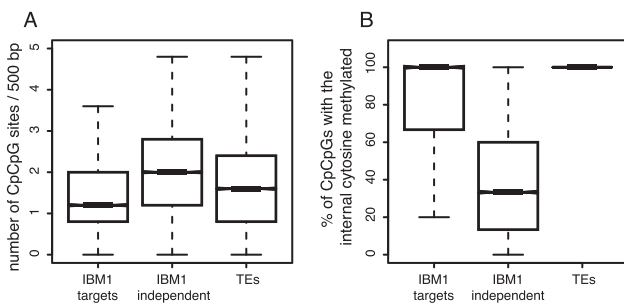 A
number of CpCpG sites / 500 bp
5
4
3
2
1
0
IBM1
targets
IBM1
independent
TEs
B
% of CpCpGs with the
internal cytosine methylated
100
80
60
40
20
0
IBM1
targets
IBM1
independent
TEs